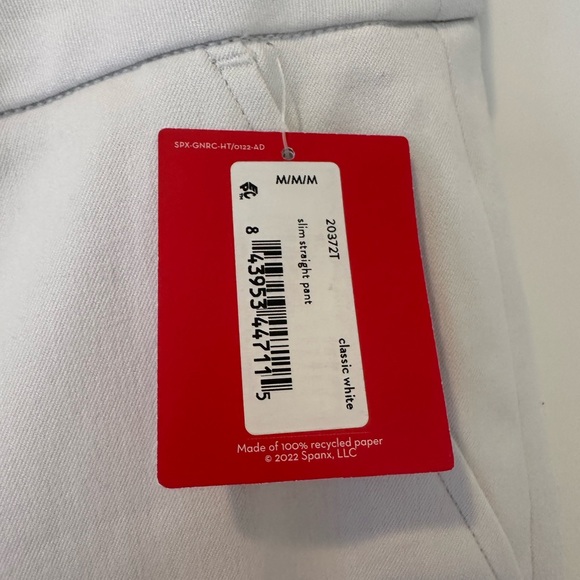 SPX-GNRC-HT/0122-AD
M/M/M
20372T
slim straight pant
classic white
8 43953 44711 5
Made of 100% recycled paper
© 2022 Spanx, LLC